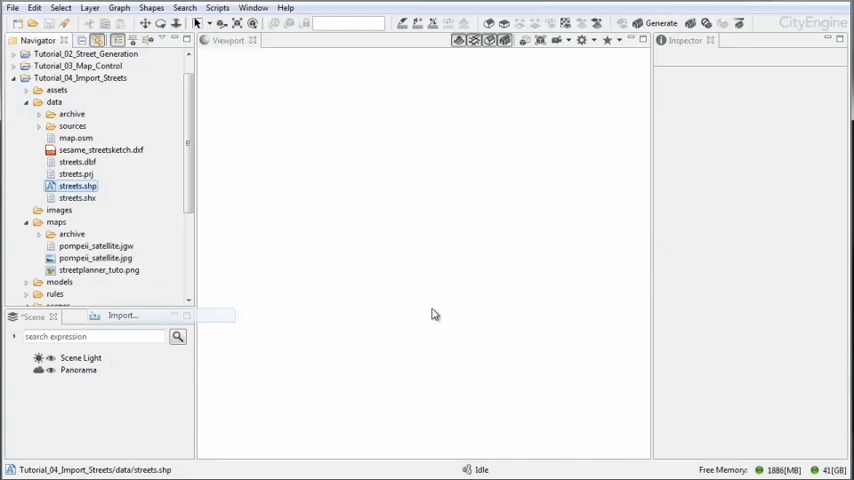 File Edit Select Layer Graph Shapes Search Scripts Window Help
Generate
CityEngine
Navigator
Viewport
Inspector
Tutorial_02_Street_Generation
Tutorial_03_Map_Control
Tutorial_04_Import_Streets
assets
data
archive
sources
map.osm
sesame_streetsketch.dxf
streets.dbf
streets.prj
streets.shp
streets.shx
images
maps
archive
pompeii_satellite.jgw
pompeii_satellite.jpg
streetplanner_tuto.png
models
rules
*Scene
Import...
search expression
Scene Light
Panorama
Tutorial_04_Import_Streets/data/streets.shp
Idle
Free Memory: 1886[MB] 41[GB]